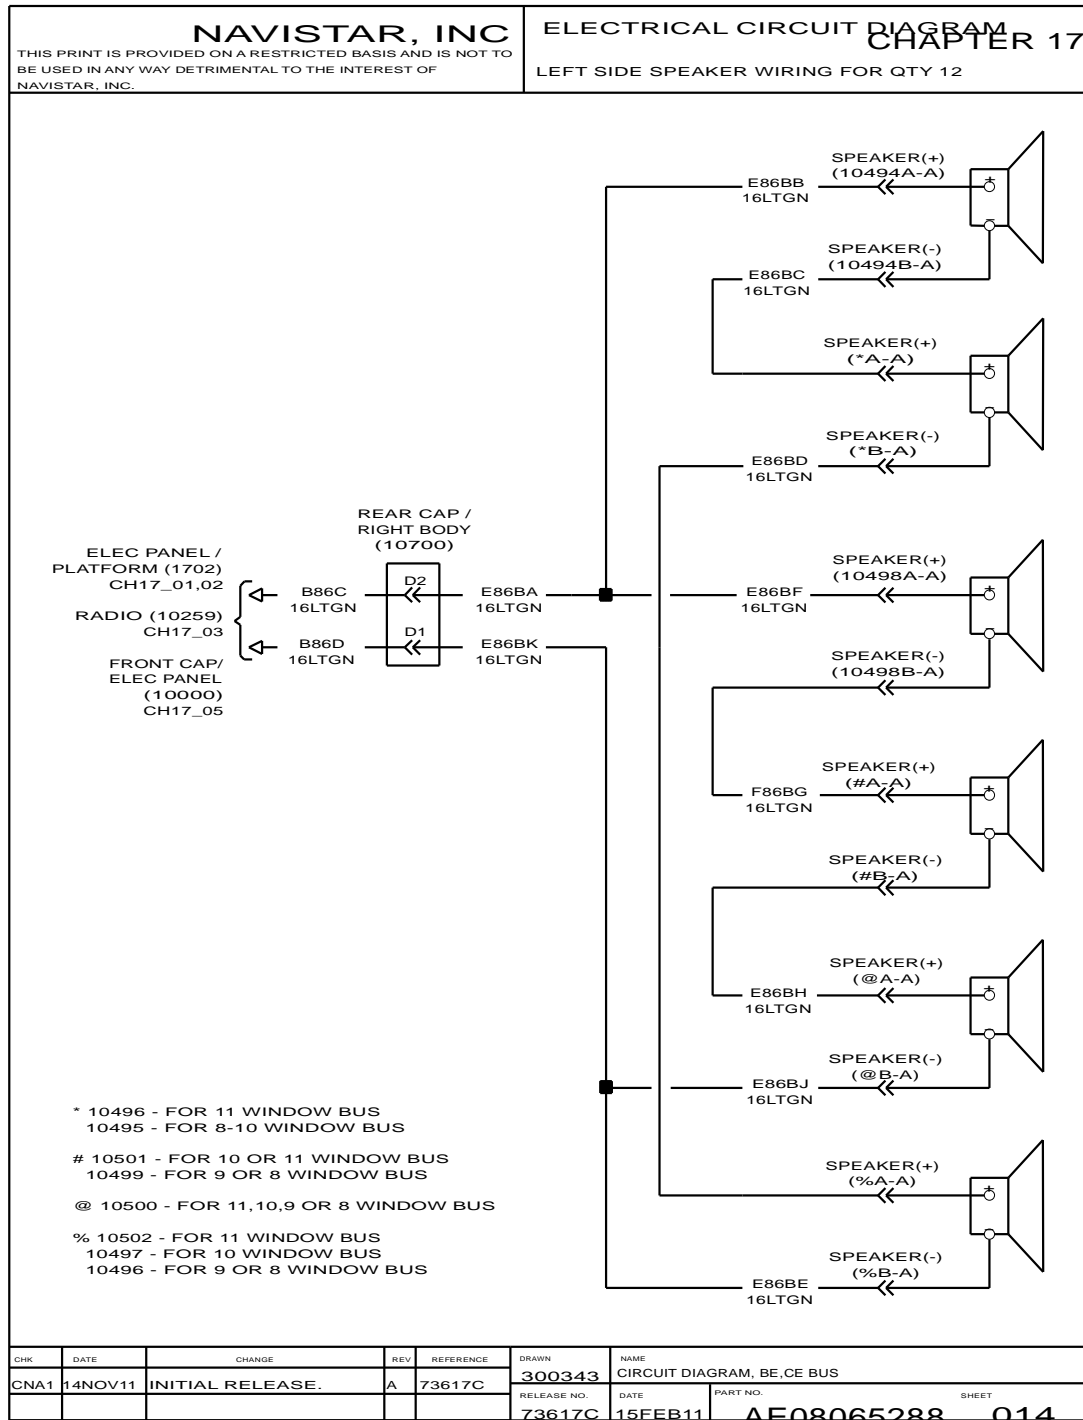 NAVISTAR, INC
THIS PRINT IS PROVIDED ON A RESTRICTED BASIS AND IS NOT TO
BE USED IN ANY WAY DETRIMENTAL TO THE INTEREST OF
NAVISTAR, INC.
ELECTRICAL CIRCUIT DIAGRAM
CHAPTER 17
LEFT SIDE SPEAKER WIRING FOR QTY 12
SPEAKER(+)
(10494A-A)
E86BB
16LTGN
+
−
SPEAKER(-)
(10494B-A)
E86BC
16LTGN
SPEAKER(+)
(*A-A)
+
−
SPEAKER(-)
(*B-A)
E86BD
16LTGN
REAR CAP /
RIGHT BODY
(10700)
ELEC PANEL /
PLATFORM (1702)
CH17_01,02
RADIO (10259)
CH17_03
FRONT CAP/
ELEC PANEL
(10000)
CH17_05
B86C
16LTGN
D2
E86BA
16LTGN
B86D
16LTGN
D1
E86BK
16LTGN
SPEAKER(+)
(10498A-A)
E86BF
16LTGN
+
−
SPEAKER(-)
(10498B-A)
SPEAKER(+)
(#A-A)
F86BG
16LTGN
+
−
SPEAKER(-)
(#B-A)
SPEAKER(+)
(@A-A)
E86BH
16LTGN
+
−
SPEAKER(-)
(@B-A)
E86BJ
16LTGN
SPEAKER(+)
(%A-A)
+
−
SPEAKER(-)
(%B-A)
E86BE
16LTGN
* 10496 - FOR 11 WINDOW BUS
10495 - FOR 8-10 WINDOW BUS
# 10501 - FOR 10 OR 11 WINDOW BUS
10499 - FOR 9 OR 8 WINDOW BUS
@ 10500 - FOR 11,10,9 OR 8 WINDOW BUS
% 10502 - FOR 11 WINDOW BUS
10497 - FOR 10 WINDOW BUS
10496 - FOR 9 OR 8 WINDOW BUS
CHK DATE CHANGE REV REFERENCE
CNA1 14NOV11 INITIAL RELEASE. A 73617C
DRAWN
300343
NAME
CIRCUIT DIAGRAM, BE,CE BUS
RELEASE NO.
73617C
DATE
15FEB11
PART NO.
AE08065288
SHEET
014